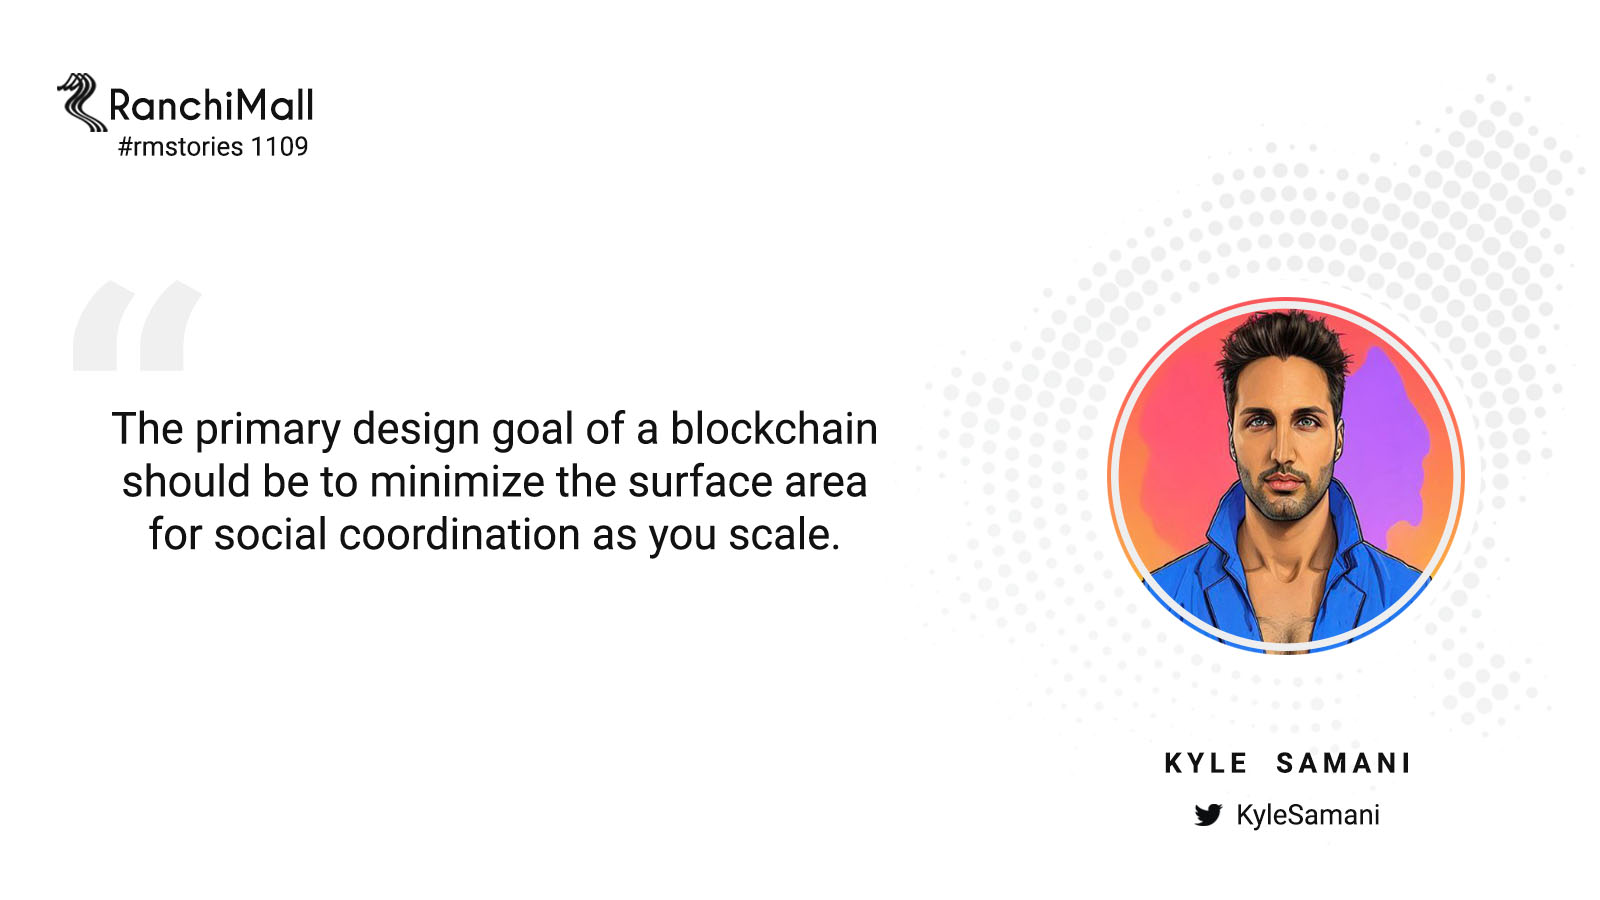 RanchiMall
#rmstories 1109
The primary design goal of a blockchain
should be to minimize the surface area
for social coordination as you scale.
KYLE SAMANI
KyleSamani